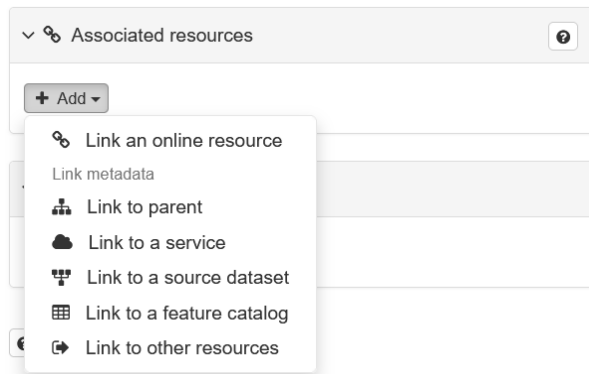 Associated resources
Add
Link an online resource
Link metadata
Link to parent
Link to a service
Link to a source dataset
Link to a feature catalog
Link to other resources